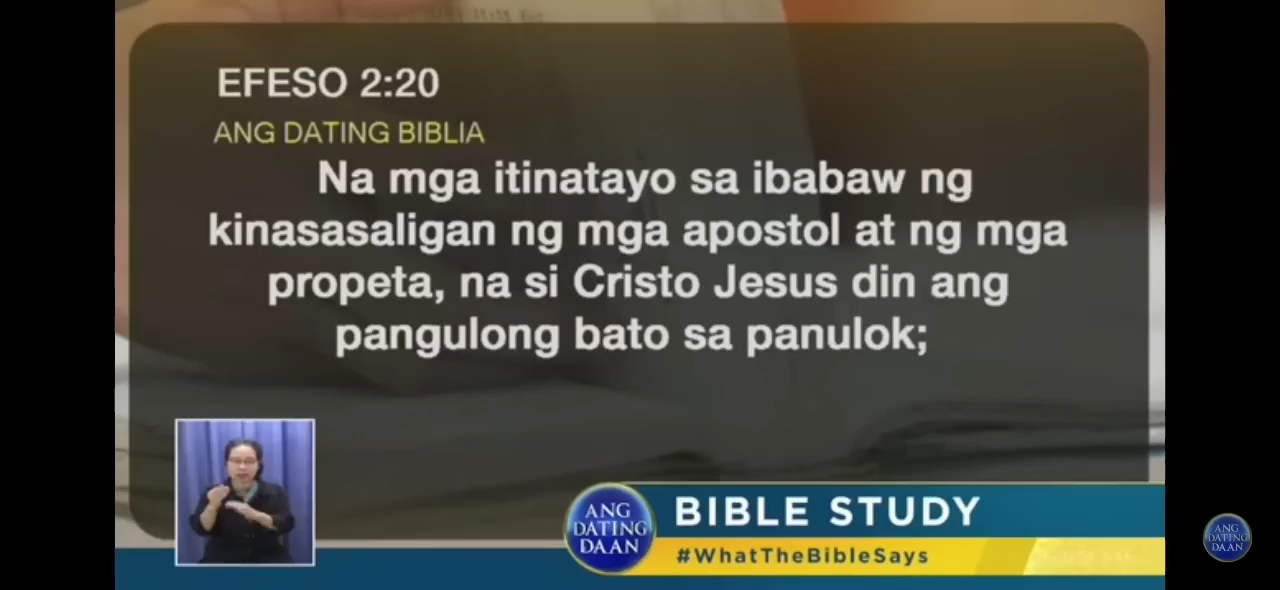 EFESO 2:20
ANG DATING BIBLIA
Na mga itinatayo sa ibabaw ng
kinasasaligan ng mga apostol at ng mga
propeta, na si Cristo Jesus din ang
pangulong bato sa panulok;
ANG
DATING
DAAN
BIBLE STUDY
#WhatTheBibleSays
ANG
DATING
DAAN